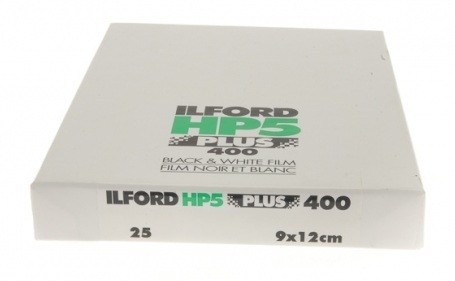 ILFORD
HP5
PLUS
400
BLACK & WHITE FILM
FILM NOIR ET BLANC
ILFORD HP5 PLUS 400
25 9x12cm